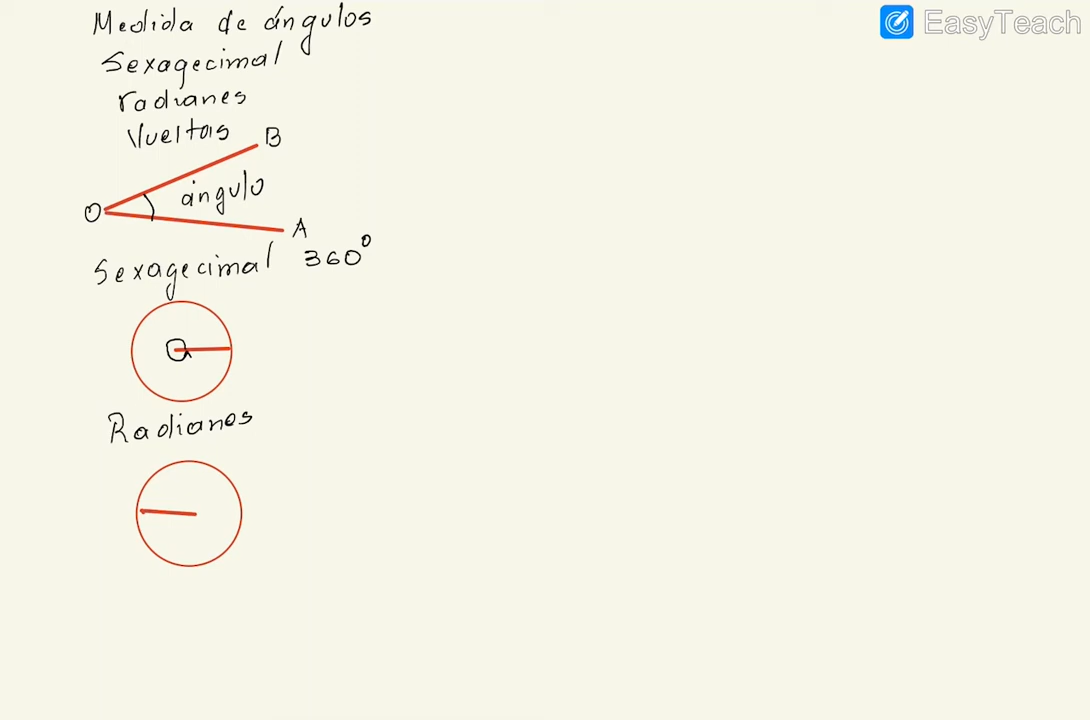 Medida de ángulos
EasyTeach
Sexagecimal
radianes
Vueltas
B
ángulo
O
A
Sexagecimal 360°
Radianes